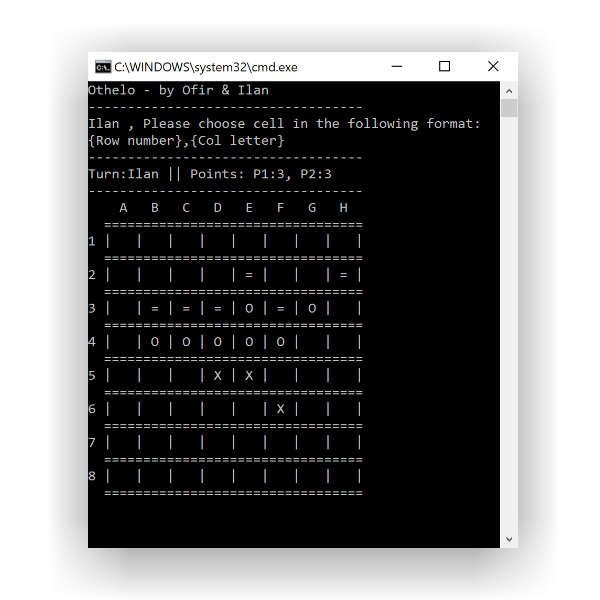 C:\WINDOWS\system32\cmd.exe
Othelo - by Ofir & Ilan
-----------------------------------
Ilan , Please choose cell in the following format:
{Row number},{Col letter}
-----------------------------------
Turn:Ilan || Points: P1:3, P2:3
-----------------------------------
    A   B   C   D   E   F   G   H
  =================================
1 |   |   |   |   |   |   |   |   |
  =================================
2 |   |   |   |   | = |   |   | = |
  =================================
3 |   | = | = | = | O | = | O |   |
  =================================
4 |   | O | O | O | O | O |   |   |
  =================================
5 |   |   |   | X | X |   |   |   |
  =================================
6 |   |   |   |   |   | X |   |   |
  =================================
7 |   |   |   |   |   |   |   |   |
  =================================
8 |   |   |   |   |   |   |   |   |
  =================================